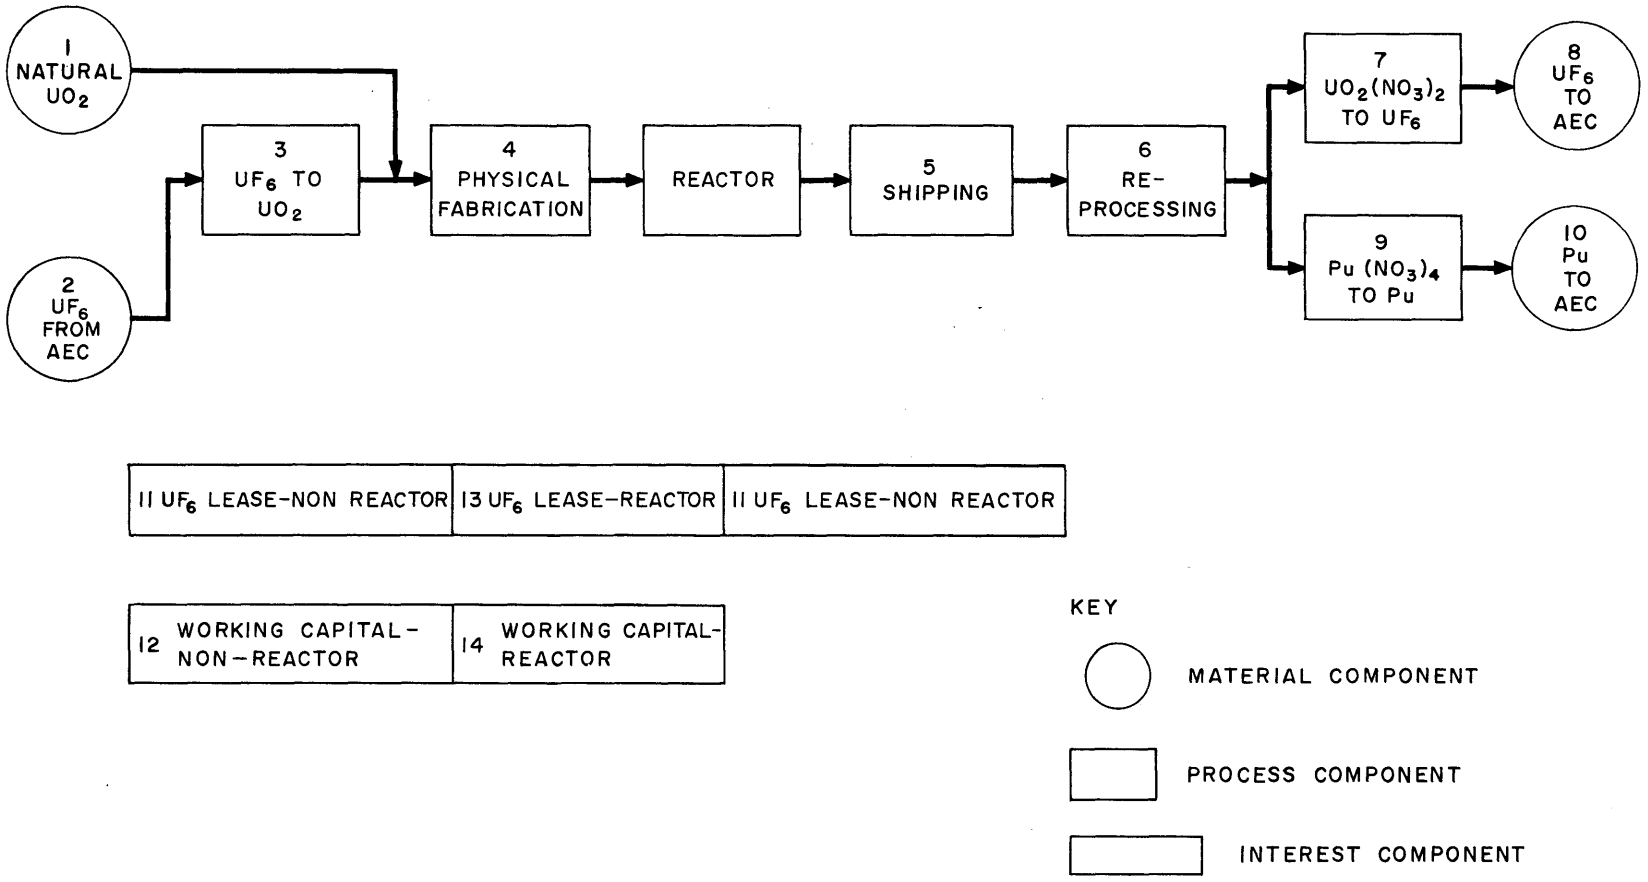 1
NATURAL
UO₂
2
UF₆
FROM
AEC
3
UF₆ TO
UO₂
4
PHYSICAL
FABRICATION
REACTOR
5
SHIPPING
6
RE-
PROCESSING
7
UO₂(NO₃)₂
TO UF₆
8
UF₆
TO
AEC
9
Pu (NO₃)₄
TO Pu
10
Pu
TO
AEC
11 UF₆ LEASE-NON REACTOR
13 UF₆ LEASE-REACTOR
11 UF₆ LEASE-NON REACTOR
12 WORKING CAPITAL-
NON-REACTOR
14 WORKING CAPITAL-
REACTOR
KEY
MATERIAL COMPONENT
PROCESS COMPONENT
INTEREST COMPONENT